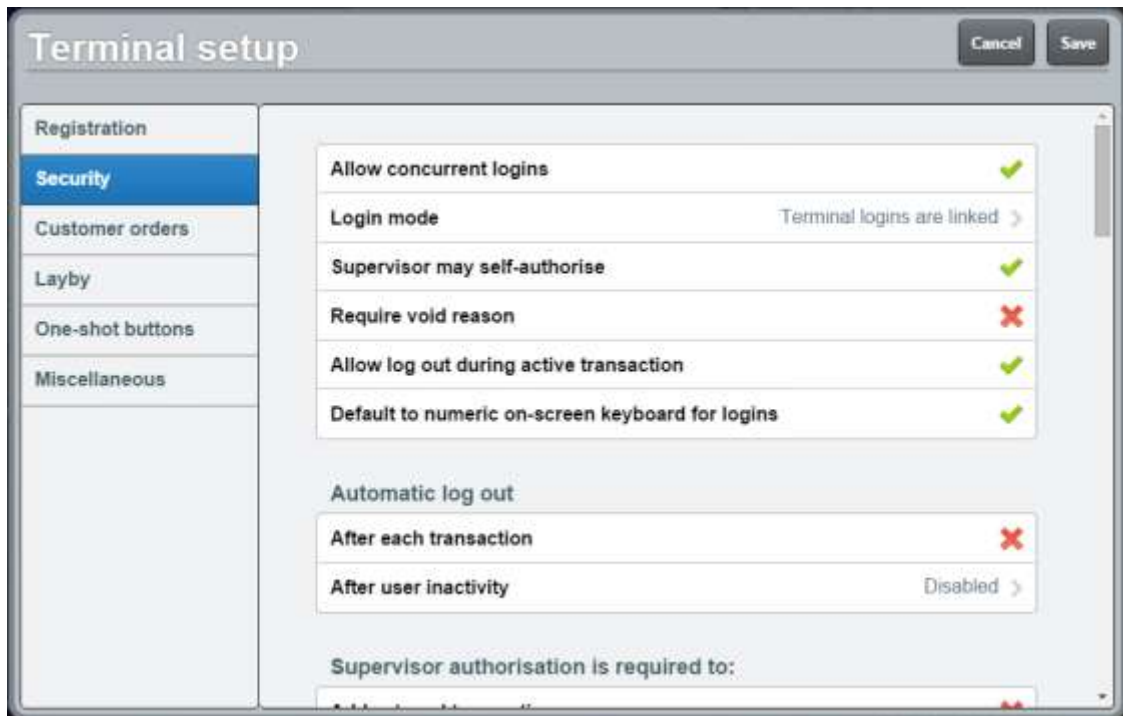 Terminal setup
Cancel
Save
Registration
Security
Customer orders
Layby
One-shot buttons
Miscellaneous
Allow concurrent logins
Login mode Terminal logins are linked
Supervisor may self-authorise
Require void reason
Allow log out during active transaction
Default to numeric on-screen keyboard for logins
Automatic log out
After each transaction
After user inactivity Disabled
Supervisor authorisation is required to: